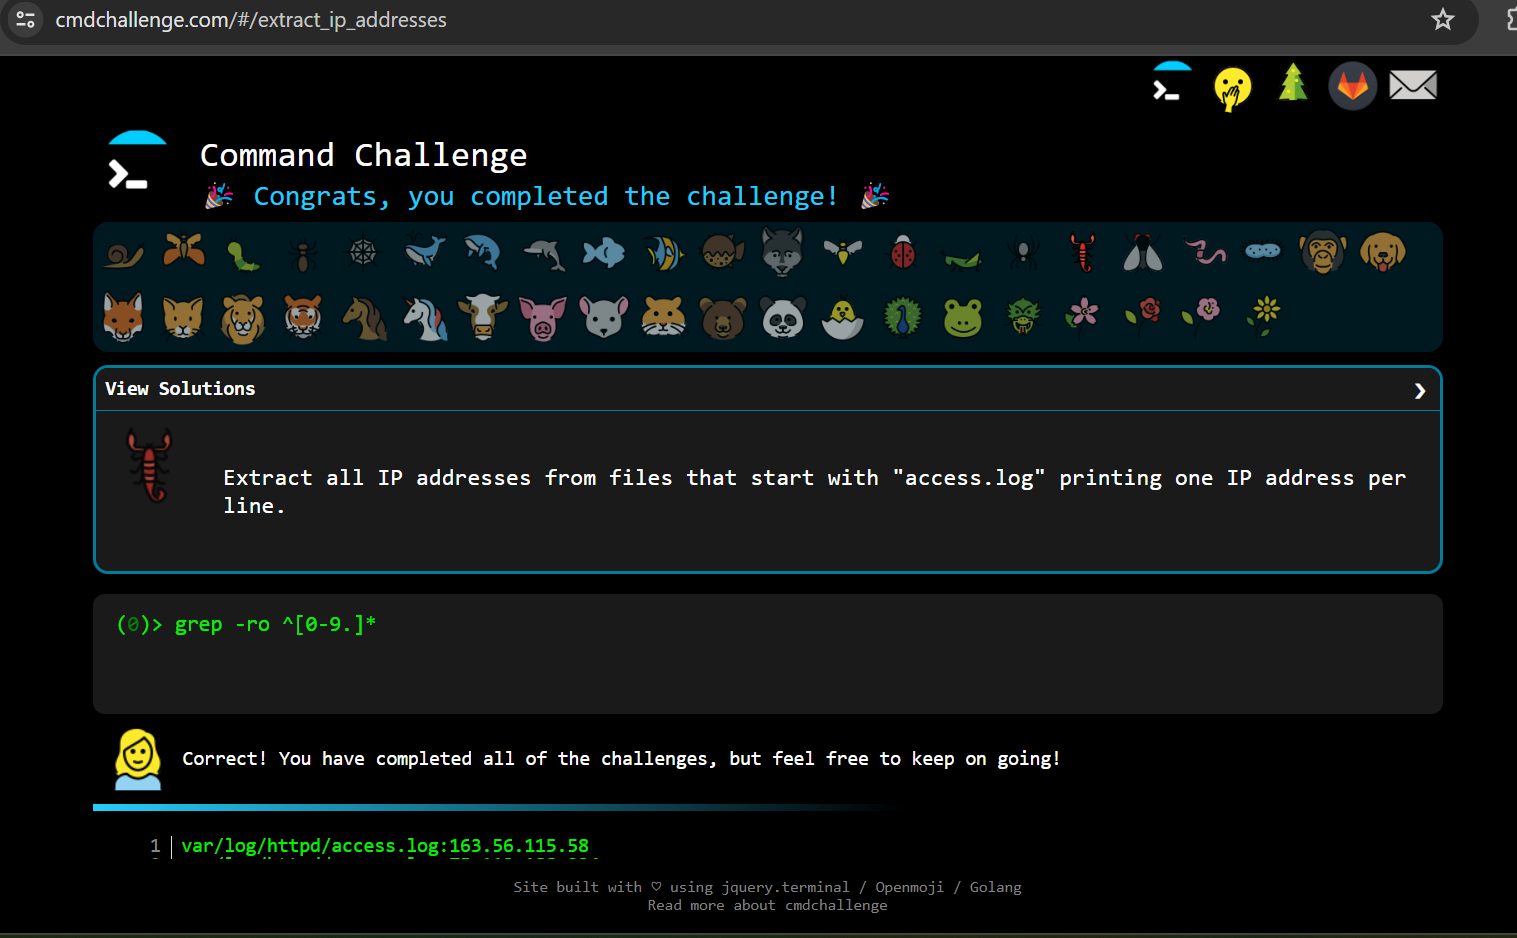 cmdchallenge.com/#/extract_ip_addresses
Command Challenge
Congrats, you completed the challenge!
View Solutions
Extract all IP addresses from files that start with "access.log" printing one IP address per
line.
(0)> grep -ro ^[0-9.]*
Correct! You have completed all of the challenges, but feel free to keep on going!
1 var/log/httpd/access.log:163.56.115.58
Site built with ♡ using jquery.terminal / Openmoji / Golang
Read more about cmdchallenge